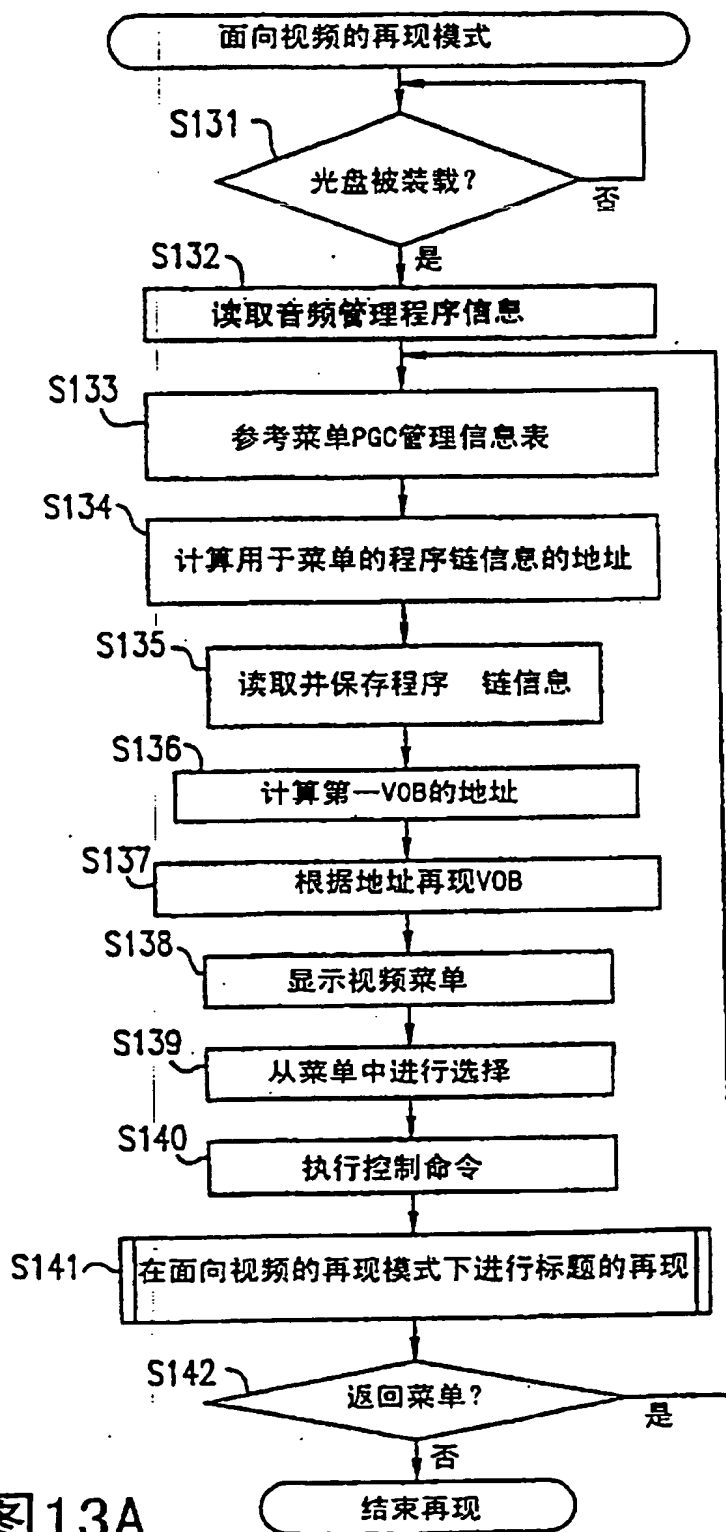 面向视频的再现模式
S131
光盘被装载?
否
是
S132
读取音频管理程序信息
S133
参考菜单PGC管理信息表
S134
计算用于菜单的程序链信息的地址
S135
读取并保存程序 链信息
S136
计算第一VOB的地址
S137
根据地址再现VOB
S138
显示视频菜单
S139
从菜单中进行选择
S140
执行控制命令
S141
在面向视频的再现模式下进行标题的再现
S142
返回菜单?
是
否
结束再现
图13A